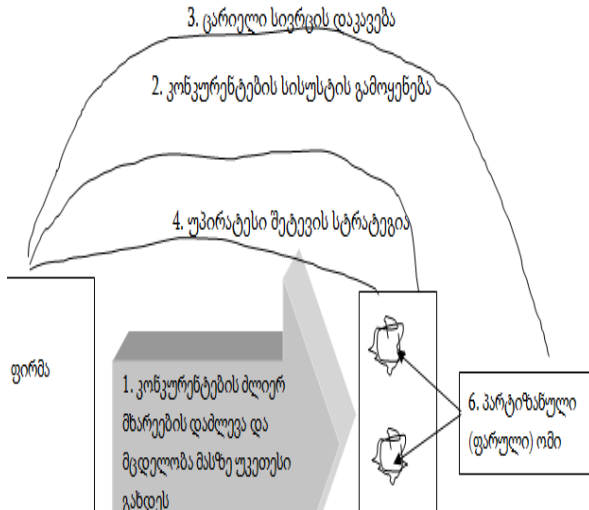 3. ცარიელი სივრცის დაკავება
2. კონკურენტების სისუსტის გამოყენება
4. უპირატესი შეტევის სტრატეგია
ფირმა
1. კონკურენტების ძლიერ
მხარეების დაძლევა და
მცდელობა მასზე უკეთესი
გახდეს
6. პარტიზანული
(ფარული) ომი